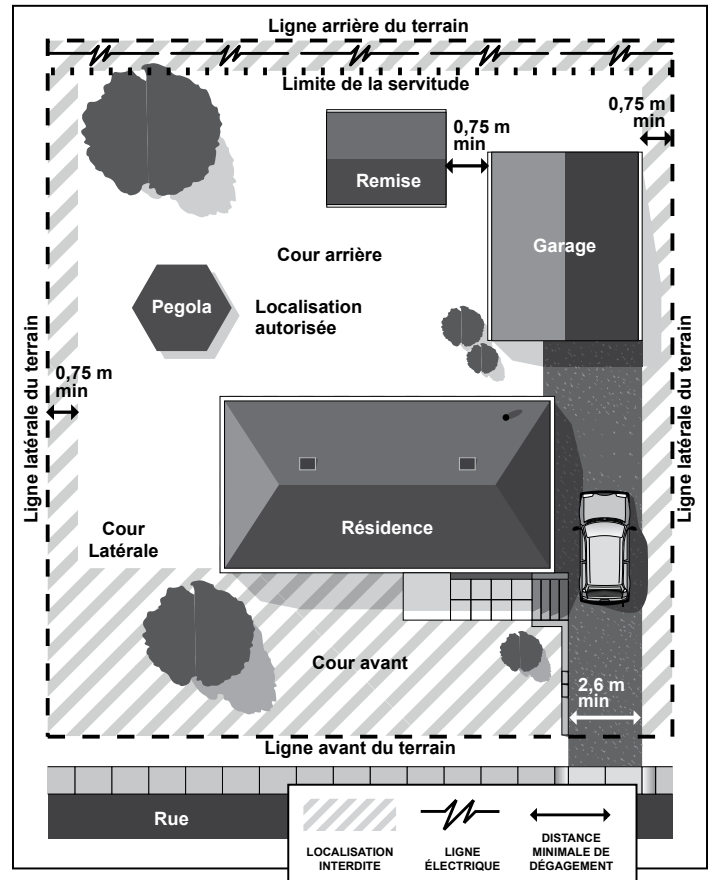 Ligne arrière du terrain
Limite de la servitude
0,75 m
min
0,75 m
min
Remise
Garage
Cour arrière
Pegola
Localisation
autorisée
Ligne latérale du terrain
0,75 m
min
Ligne latérale du terrain
Résidence
Cour
Latérale
Cour avant
2,6 m
min
Ligne avant du terrain
Rue
LOCALISATION
INTERDITE
LIGNE
ÉLECTRIQUE
DISTANCE
MINIMALE DE
DÉGAGEMENT